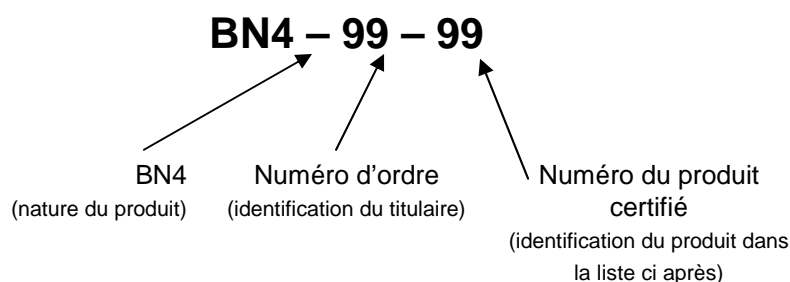 BN4 – 99 – 99
BN4
(nature du produit)
Numéro d'ordre
(identification du titulaire)
Numéro du produit
certifié
(identification du produit dans
la liste ci après)